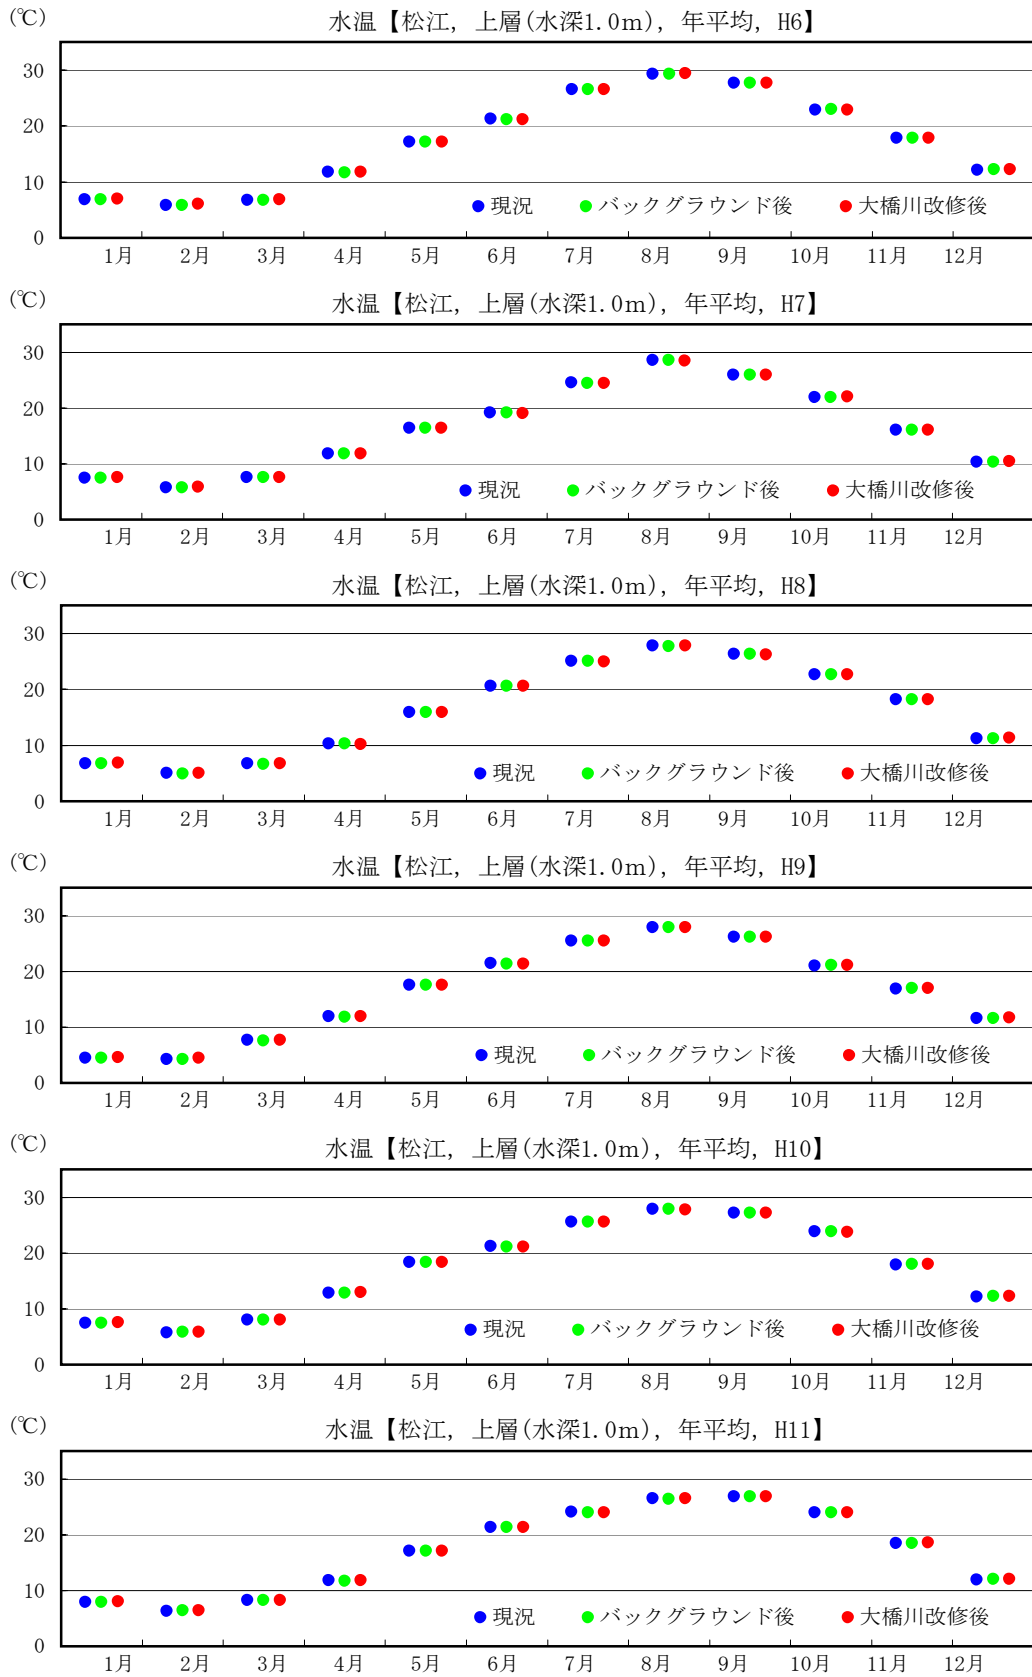 (℃) 水温【松江, 上層(水深1.0m), 年平均, H6】
30
20
10
● 現況 ● バックグラウンド後 ● 大橋川改修後
0
1月 2月 3月 4月 5月 6月 7月 8月 9月 10月 11月 12月
(℃) 水温【松江, 上層(水深1.0m), 年平均, H7】
30
20
10
● 現況 ● バックグラウンド後 ● 大橋川改修後
0
1月 2月 3月 4月 5月 6月 7月 8月 9月 10月 11月 12月
(℃) 水温【松江, 上層(水深1.0m), 年平均, H8】
30
20
10
● 現況 ● バックグラウンド後 ● 大橋川改修後
0
1月 2月 3月 4月 5月 6月 7月 8月 9月 10月 11月 12月
(℃) 水温【松江, 上層(水深1.0m), 年平均, H9】
30
20
10
● 現況 ● バックグラウンド後 ● 大橋川改修後
0
1月 2月 3月 4月 5月 6月 7月 8月 9月 10月 11月 12月
(℃) 水温【松江, 上層(水深1.0m), 年平均, H10】
30
20
10
● 現況 ● バックグラウンド後 ● 大橋川改修後
0
1月 2月 3月 4月 5月 6月 7月 8月 9月 10月 11月 12月
(℃) 水温【松江, 上層(水深1.0m), 年平均, H11】
30
20
10
● 現況 ● バックグラウンド後 ● 大橋川改修後
0
1月 2月 3月 4月 5月 6月 7月 8月 9月 10月 11月 12月